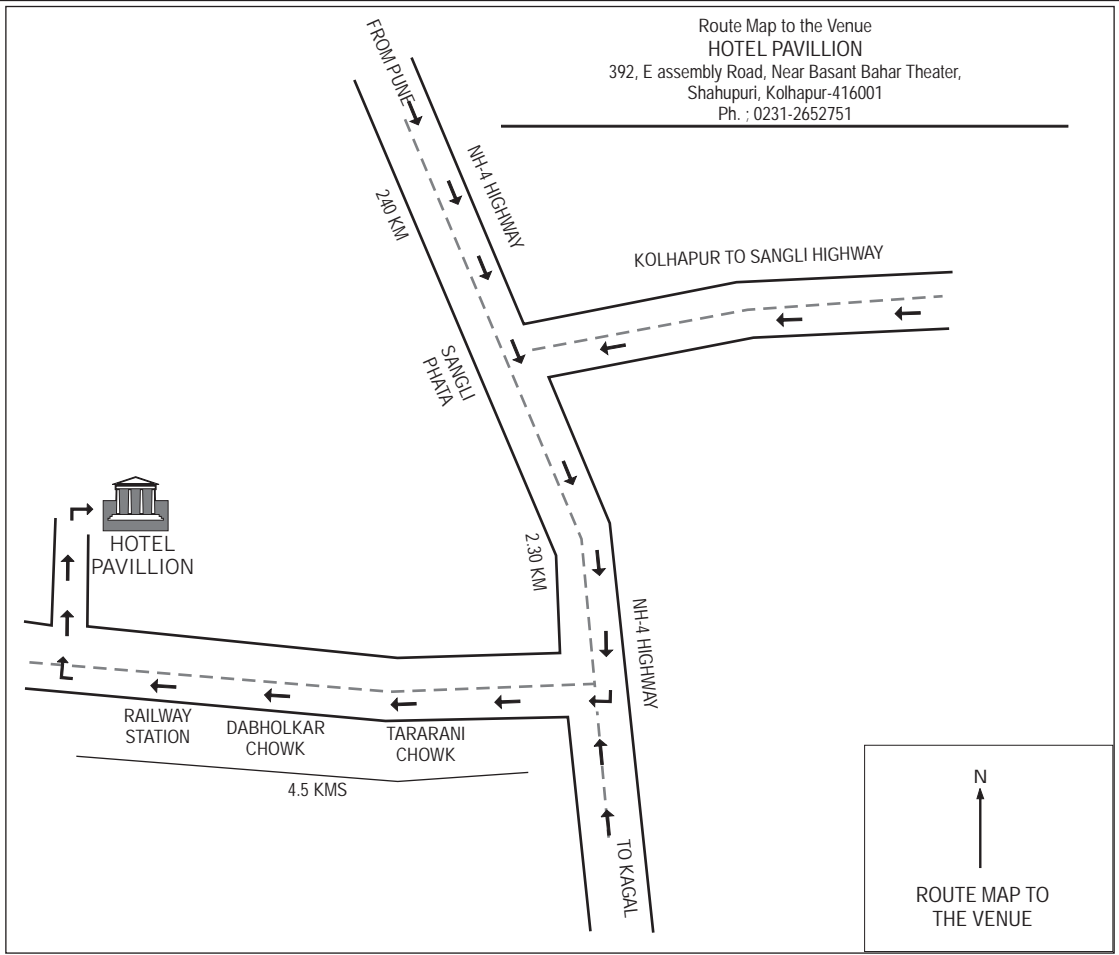 Route Map to the Venue
HOTEL PAVILLION
392, E assembly Road, Near Basant Bahar Theater,
Shahupuri, Kolhapur-416001
Ph. ; 0231-2652751
FROM PUNE
NH-4 HIGHWAY
240 KM
KOLHAPUR TO SANGLI HIGHWAY
SANGLI
PHATA
HOTEL
PAVILLION
2.30 KM
NH-4 HIGHWAY
RAILWAY
STATION
DABHOLKAR
CHOWK
TARARANI
CHOWK
4.5 KMS
TO KAGAL
N
ROUTE MAP TO
THE VENUE